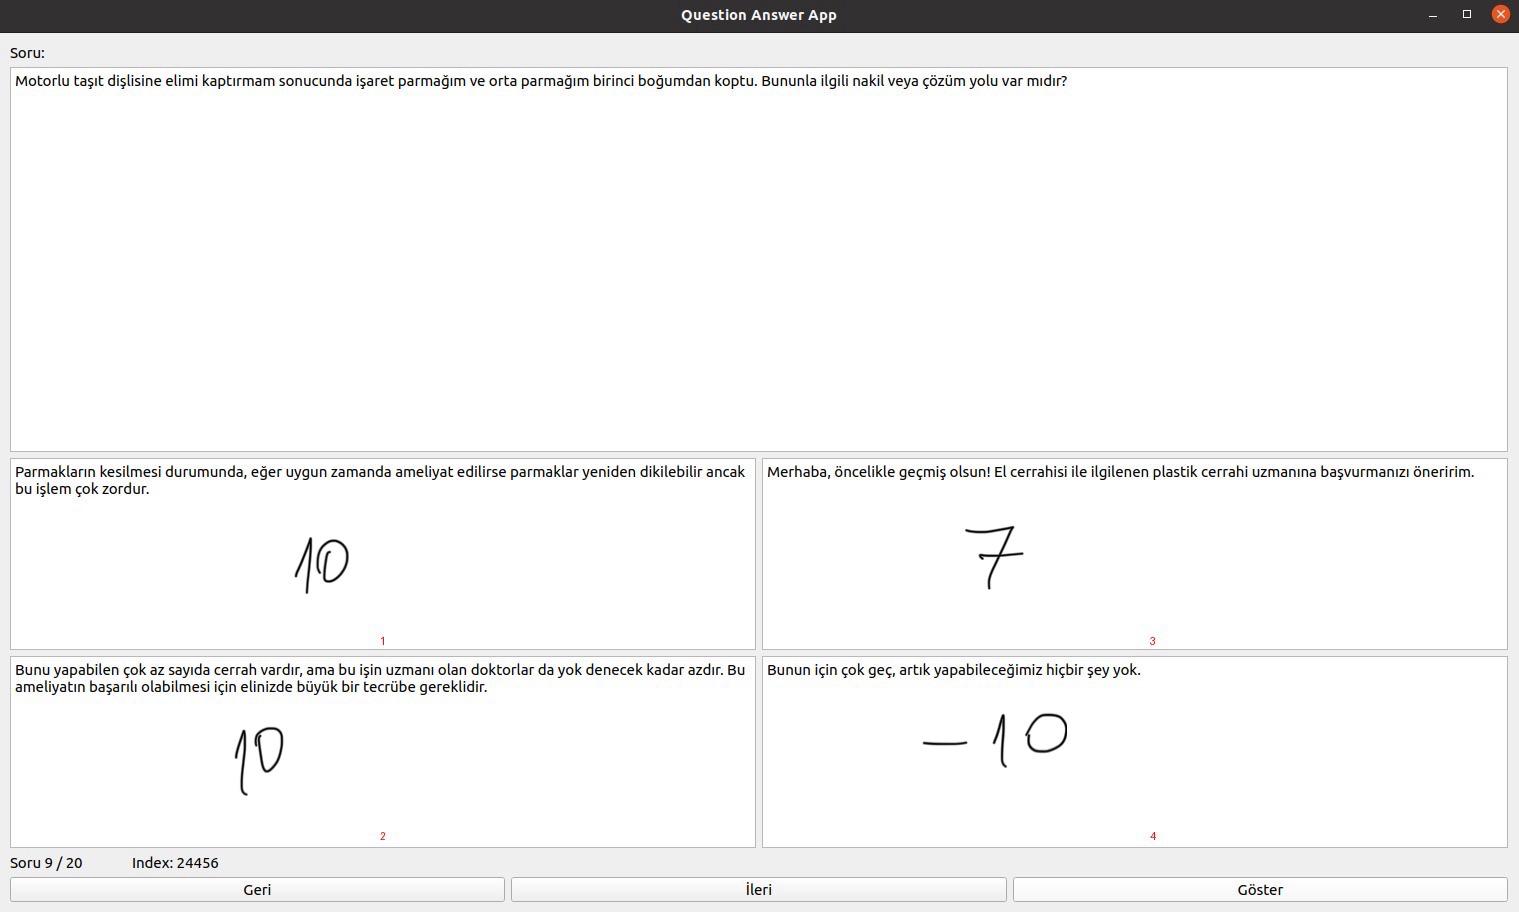 Question Answer App
Soru:
Motorlu taşıt dişlisine elimi kaptırmam sonucunda işaret parmağım ve orta parmağım birinci boğumdan koptu. Bununla ilgili nakil veya çözüm yolu var mıdır?
Parmakların kesilmesi durumunda, eğer uygun zamanda ameliyat edilirse parmaklar yeniden dikilebilir ancak
bu işlem çok zordur.
10
1
Merhaba, öncelikle geçmiş olsun! El cerrahisi ile ilgilenen plastik cerrahi uzmanına başvurmanızı öneririm.
7
3
Bunu yapabilen çok az sayıda cerrah vardır, ama bu işin uzmanı olan doktorlar da yok denecek kadar azdır. Bu
ameliyatın başarılı olabilmesi için elinizde büyük bir tecrübe gereklidir.
10
2
Bunun için çok geç, artık yapabileceğimiz hiçbir şey yok.
– 10
4
Soru 9 / 20 Index: 24456
Geri İleri Göster